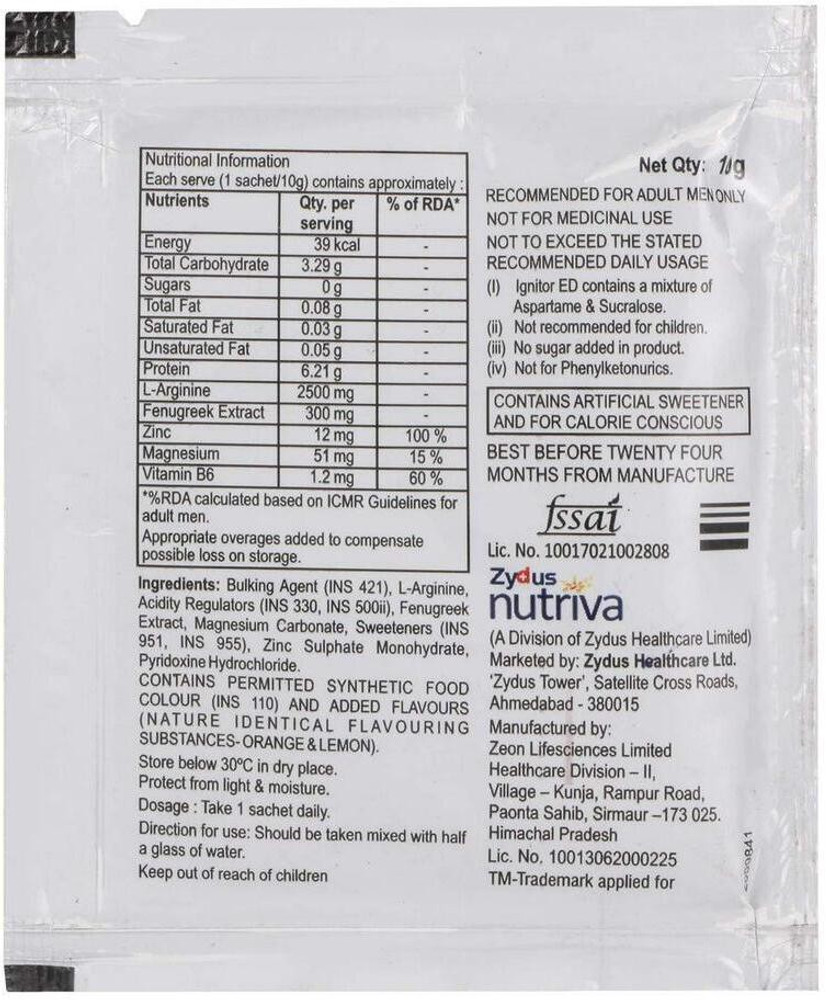 Nutritional Information
Each serve (1 sachet/10g) contains approximately :
Nutrients Qty. per serving % of RDA*
Energy 39 kcal -
Total Carbohydrate 3.29 g -
Sugars 0 g -
Total Fat 0.08 g -
Saturated Fat 0.03 g -
Unsaturated Fat 0.05 g -
Protein 6.21 g -
L-Arginine 2500 mg -
Fenugreek Extract 300 mg -
Zinc 12 mg 100 %
Magnesium 51 mg 15 %
Vitamin B6 1.2 mg 60 %
*%RDA calculated based on ICMR Guidelines for
adult men.
Appropriate overages added to compensate
possible loss on storage.
Ingredients: Bulking Agent (INS 421), L-Arginine,
Acidity Regulators (INS 330, INS 500ii), Fenugreek
Extract, Magnesium Carbonate, Sweeteners (INS
951, INS 955), Zinc Sulphate Monohydrate,
Pyridoxine Hydrochloride.
CONTAINS PERMITTED SYNTHETIC FOOD
COLOUR (INS 110) AND ADDED FLAVOURS
(NATURE IDENTICAL FLAVOURING
SUBSTANCES-ORANGE & LEMON).
Store below 30°C in dry place.
Protect from light & moisture.
Dosage : Take 1 sachet daily.
Direction for use: Should be taken mixed with half
a glass of water.
Keep out of reach of children
Net Qty:
RECOMMENDED FOR ADULT MEN ONLY
NOT FOR MEDICINAL USE
NOT TO EXCEED THE STATED
RECOMMENDED DAILY USAGE
(I) Ignitor ED contains a mixture of
Aspartame & Sucralose.
(ii) Not recommended for children.
(iii) No sugar added in product.
(iv) Not for Phenylketonurics.
CONTAINS ARTIFICIAL SWEETENER
AND FOR CALORIE CONSCIOUS
BEST BEFORE TWENTY FOUR
MONTHS FROM MANUFACTURE
fssai
Lic. No. 10017021002808
Zydus
nutriva
(A Division of Zydus Healthcare Limited)
Marketed by: Zydus Healthcare Ltd.
'Zydus Tower', Satellite Cross Roads,
Ahmedabad - 380015
Manufactured by:
Zeon Lifesciences Limited
Healthcare Division – II,
Village – Kunja, Rampur Road,
Paonta Sahib, Sirmaur –173 025.
Himachal Pradesh
Lic. No. 10013062000225
TM-Trademark applied for